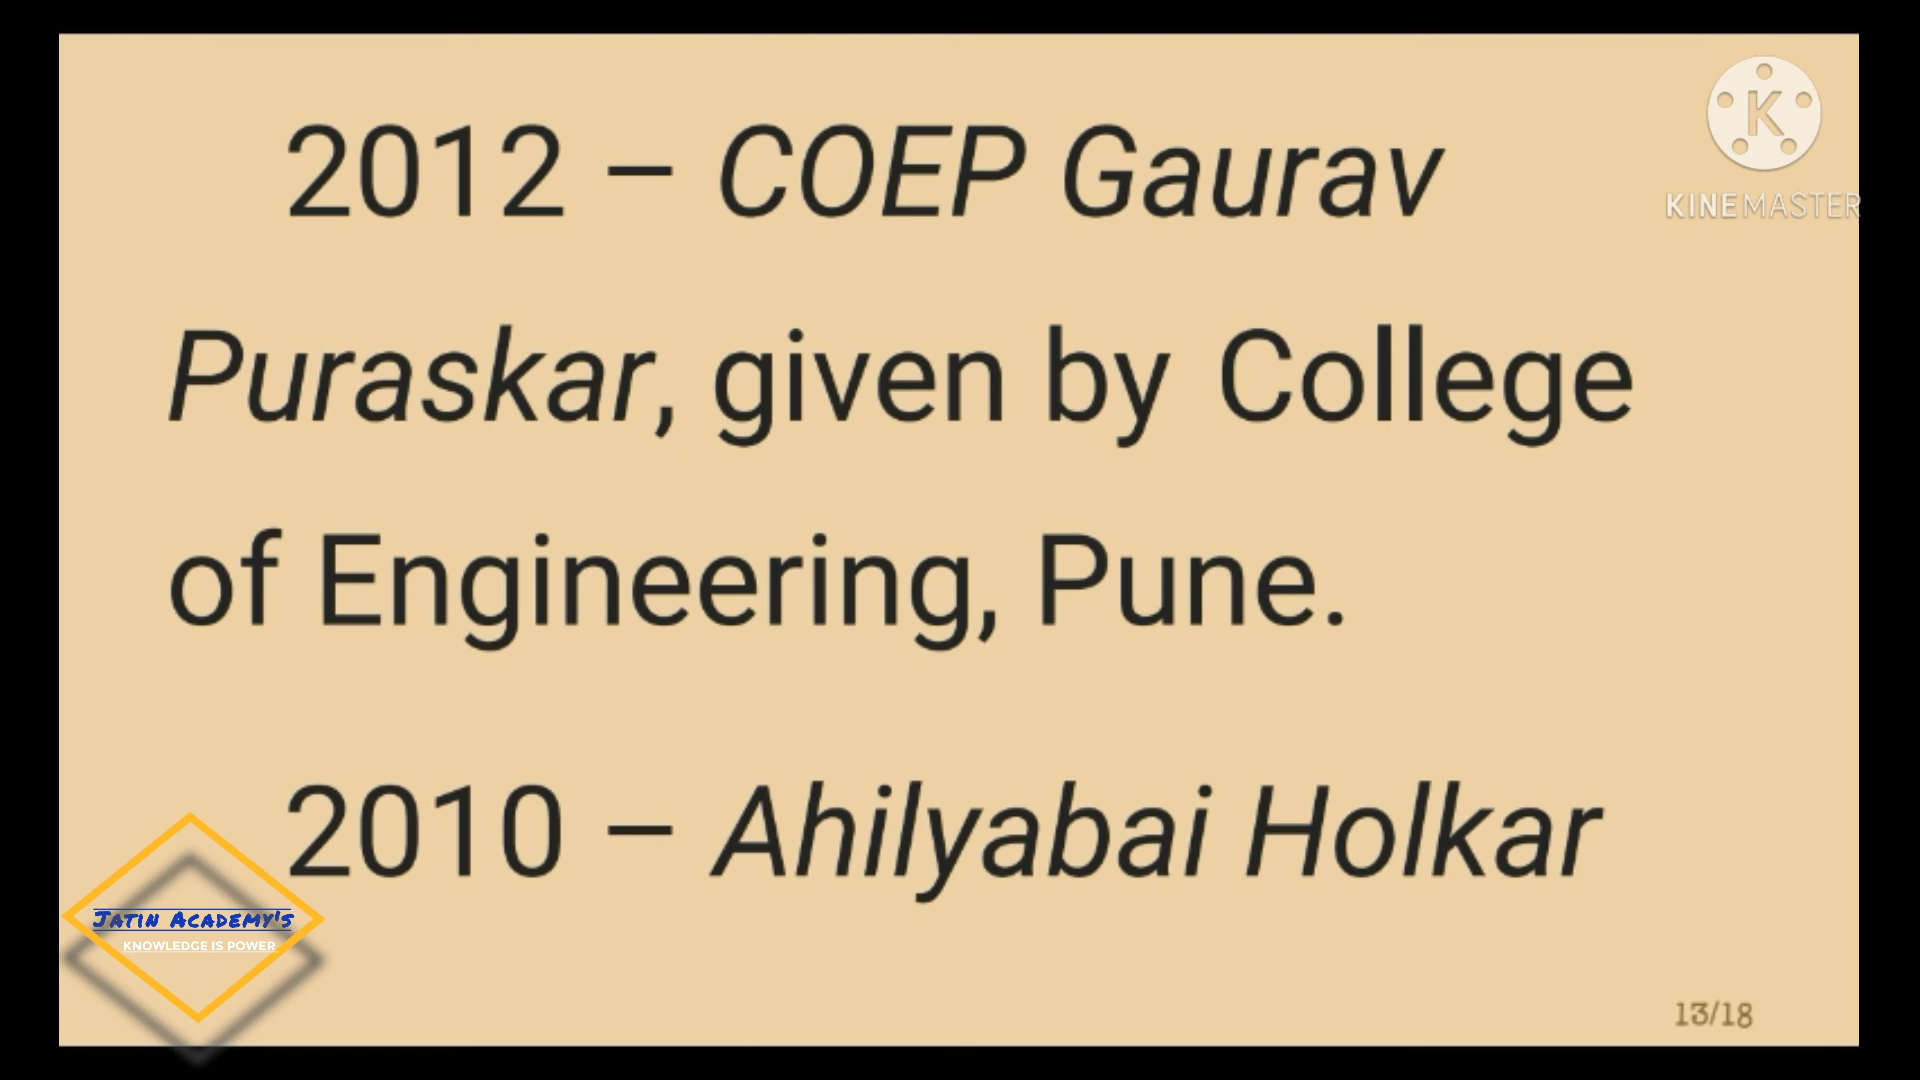 2012 – COEP Gaurav
Puraskar, given by College
of Engineering, Pune.
2010 – Ahilyabai Holkar
K
KINEMASTER
JATIN ACADEMY'S
KNOWLEDGE IS POWER
13/18